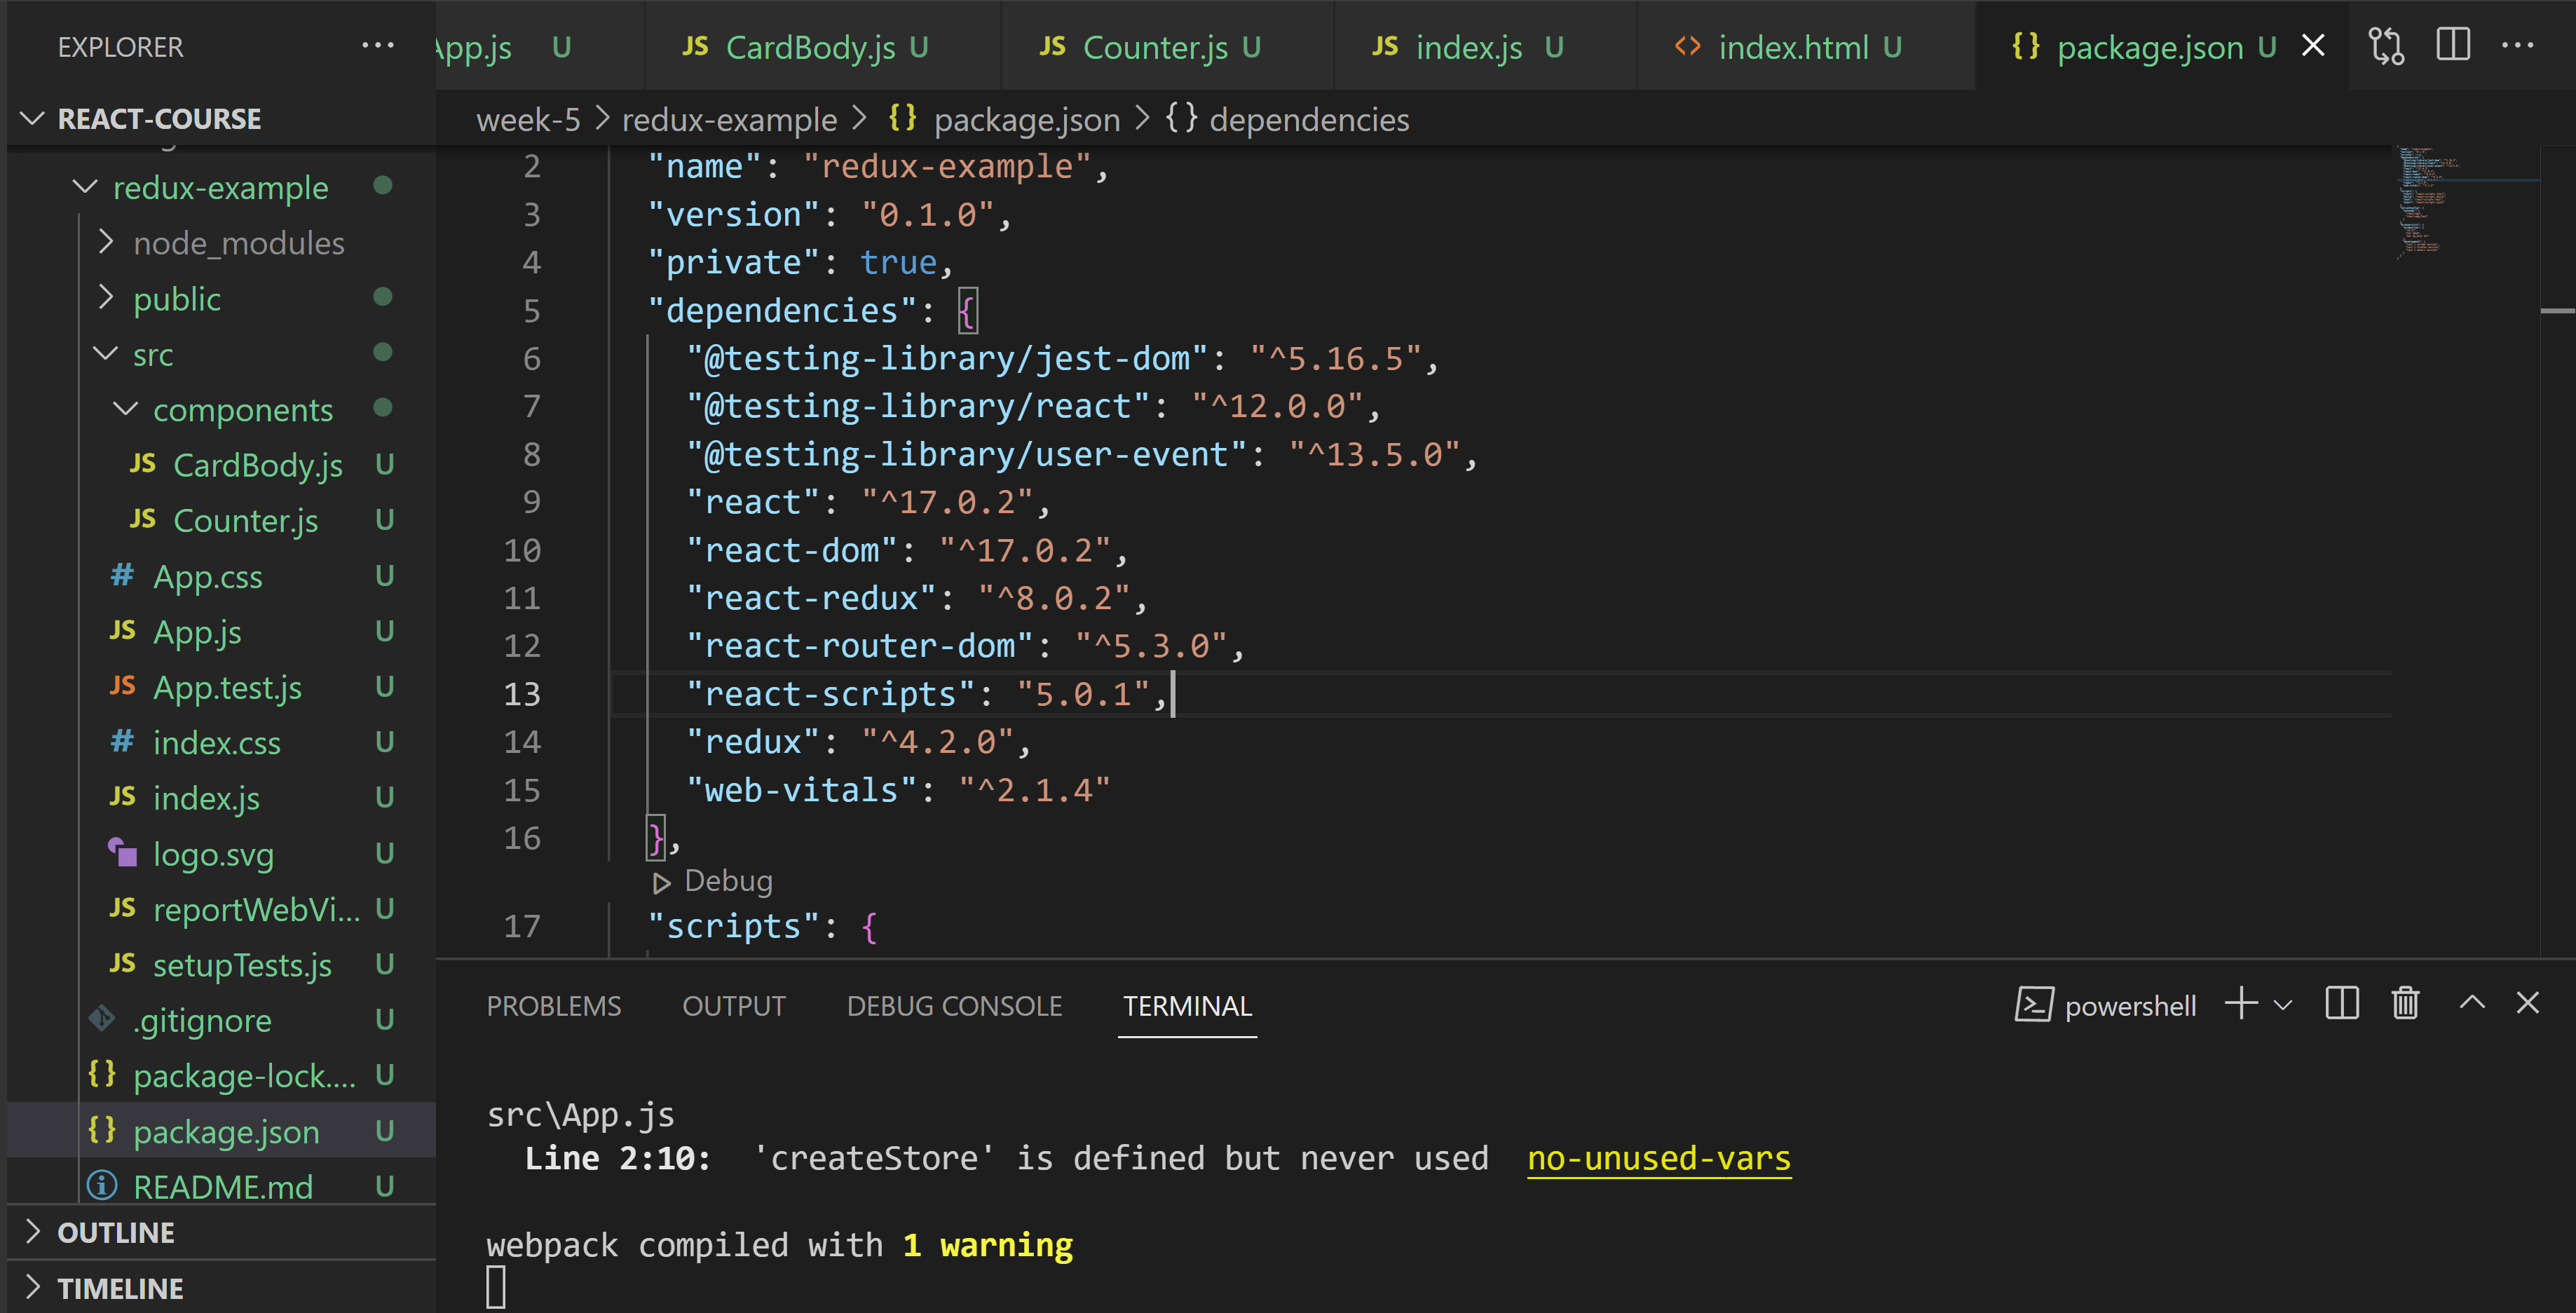 EXPLORER
REACT-COURSE
redux-example
node_modules
public
src
components
JS CardBody.js U
JS Counter.js U
# App.css U
JS App.js U
JS App.test.js U
# index.css U
JS index.js U
logo.svg U
JS reportWebVi... U
JS setupTests.js U
.gitignore U
{} package-lock.... U
{} package.json U
README.md U
OUTLINE
TIMELINE
App.js U
JS CardBody.js U
JS Counter.js U
JS index.js U
<> index.html U
{} package.json U
week-5 > redux-example > {} package.json > {} dependencies
2 "name": "redux-example",
3 "version": "0.1.0",
4 "private": true,
5 "dependencies": {
6 "@testing-library/jest-dom": "^5.16.5",
7 "@testing-library/react": "^12.0.0",
8 "@testing-library/user-event": "^13.5.0",
9 "react": "^17.0.2",
10 "react-dom": "^17.0.2",
11 "react-redux": "^8.0.2",
12 "react-router-dom": "^5.3.0",
13 "react-scripts": "5.0.1",
14 "redux": "^4.2.0",
15 "web-vitals": "^2.1.4"
16 },
Debug
17 "scripts": {
PROBLEMS OUTPUT DEBUG CONSOLE TERMINAL powershell
src\App.js
Line 2:10: 'createStore' is defined but never used no-unused-vars
webpack compiled with 1 warning